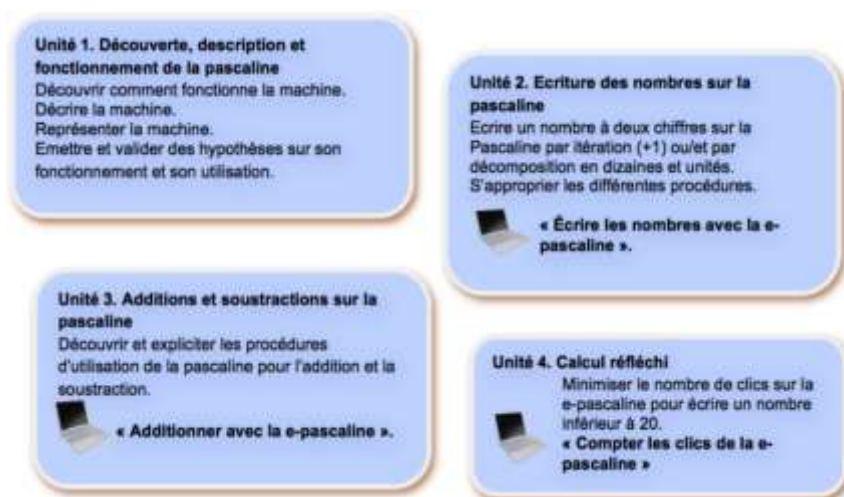 Unité 1. Découverte, description et
fonctionnement de la pascaline
Découvrir comment fonctionne la machine.
Décrire la machine.
Représenter la machine.
Emettre et valider des hypothèses sur son
fonctionnement et son utilisation.
Unité 2. Ecriture des nombres sur la
pascaline
Ecrire un nombre à deux chiffres sur la
Pascaline par itération (+1) ou/et par
décomposition en dizaines et unités.
S'approprier les différentes procédures.
« Écrire les nombres avec la e-
pascaline ».
Unité 3. Additions et soustractions sur la
pascaline
Découvrir et expliciter les procédures
d'utilisation de la pascaline pour l'addition et la
soustraction.
« Additionner avec la e-pascaline ».
Unité 4. Calcul réfléchi
Minimiser le nombre de clics sur la
e-pascaline pour écrire un nombre
inférieur à 20.
« Compter les clics de la e-
pascaline »